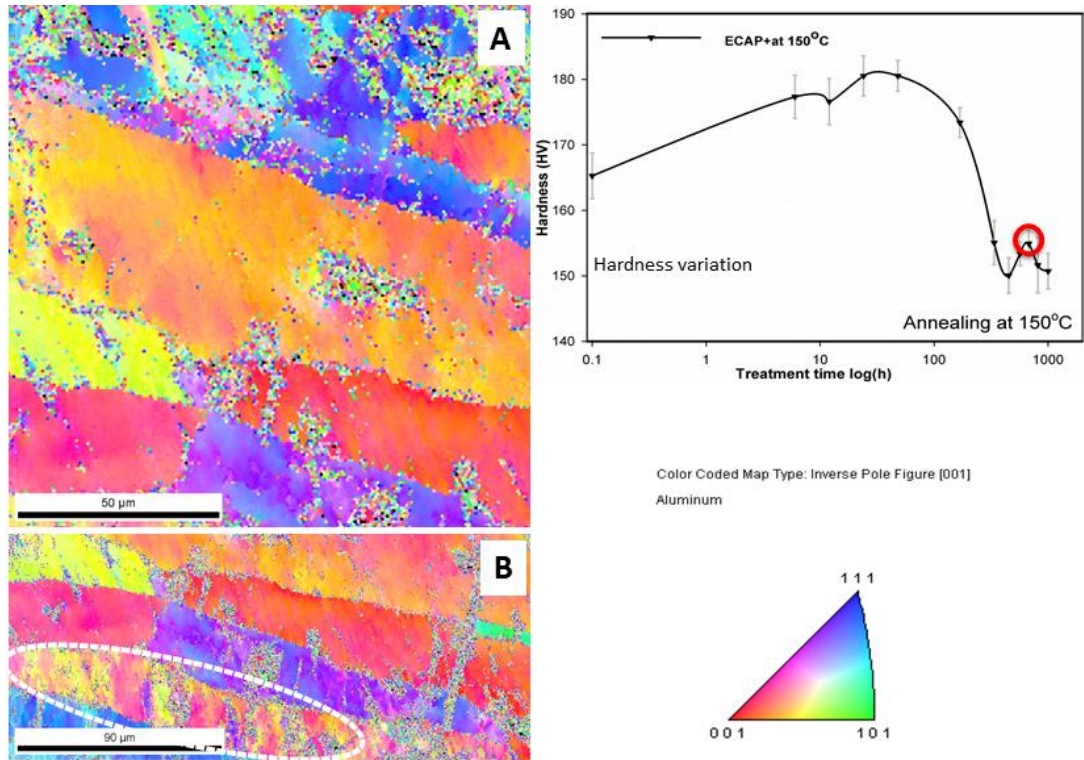 A
50 µm
B
90 µm
190
180
170
160
150
140
Hardness (HV)
ECAP+at 150°C
Hardness variation
Annealing at 150°C
0.1
1
10
100
1000
Treatment time log(h)
Color Coded Map Type: Inverse Pole Figure [001]
Aluminum
1 1 1
0 0 1
1 0 1